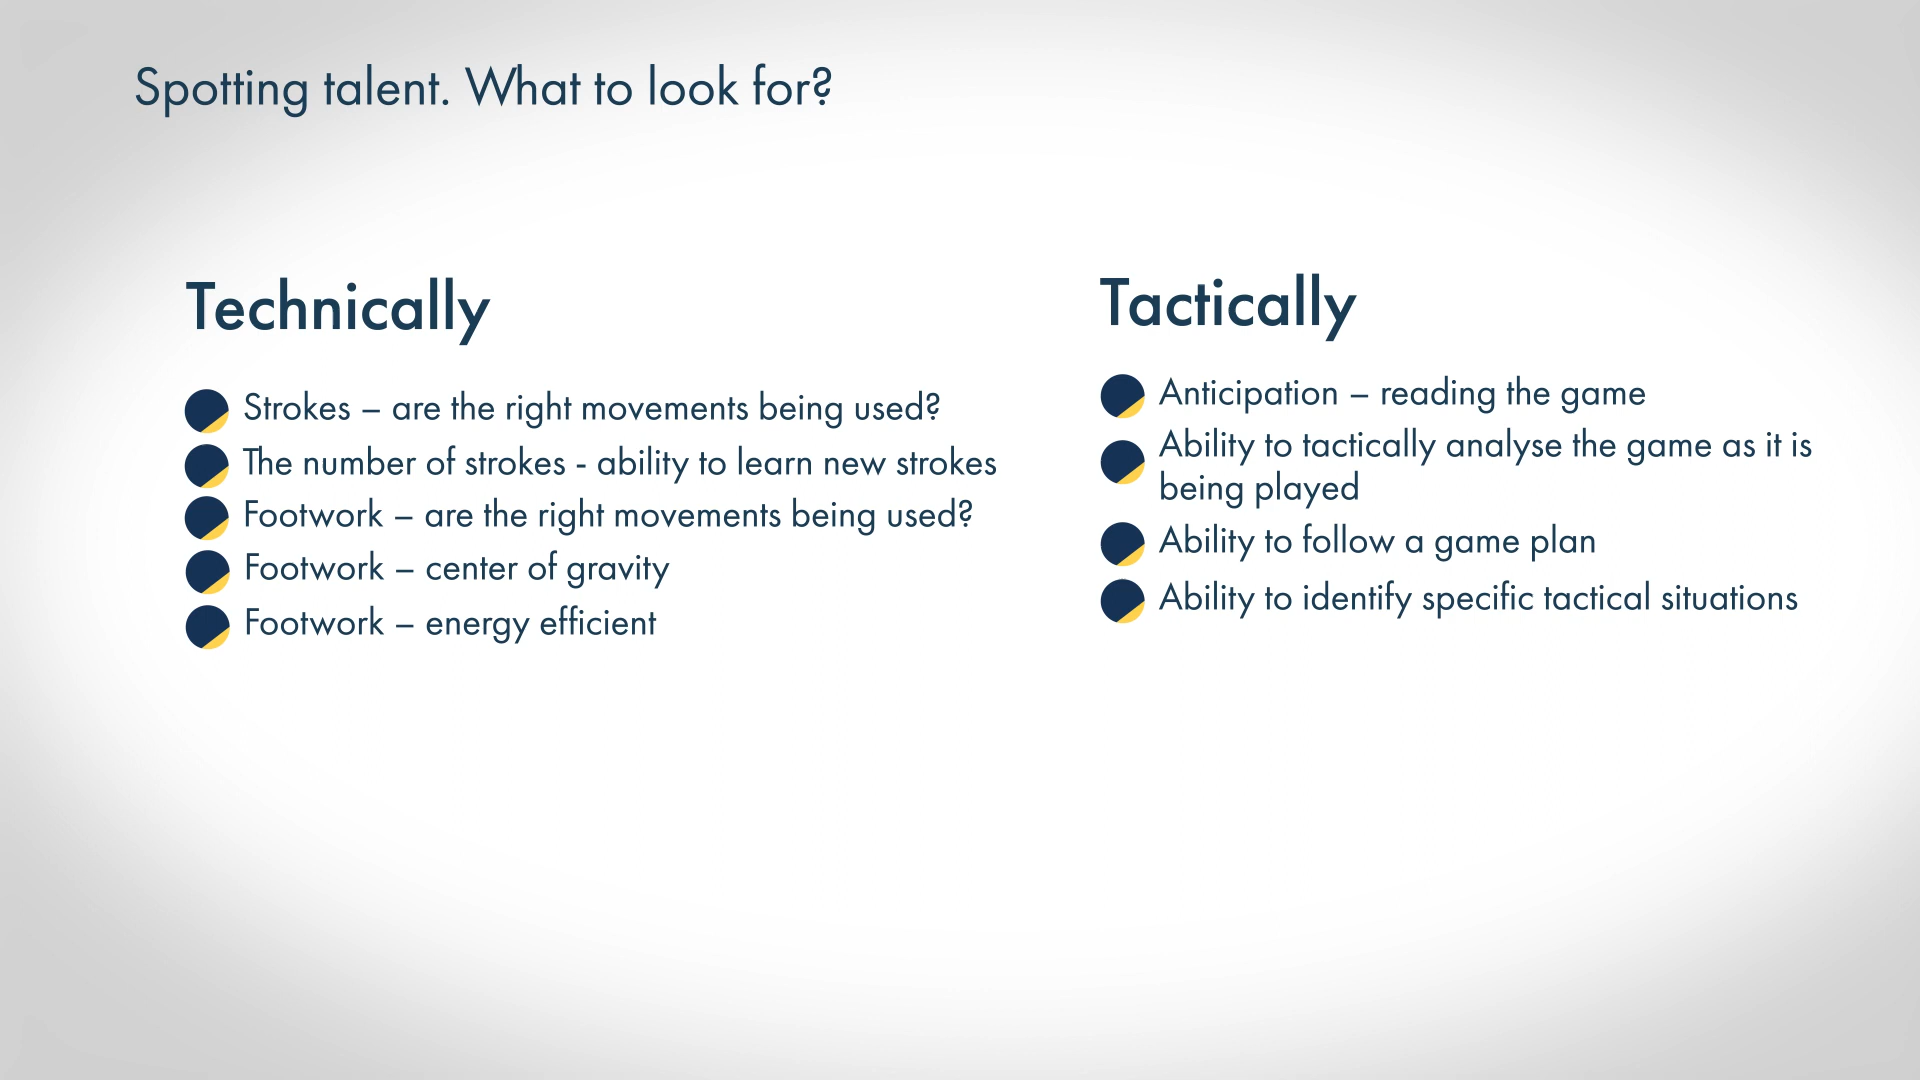 Spotting talent. What to look for?
Technically
Strokes – are the right movements being used?
The number of strokes - ability to learn new strokes
Footwork – are the right movements being used?
Footwork – center of gravity
Footwork – energy efficient
Tactically
Anticipation – reading the game
Ability to tactically analyse the game as it is
being played
Ability to follow a game plan
Ability to identify specific tactical situations